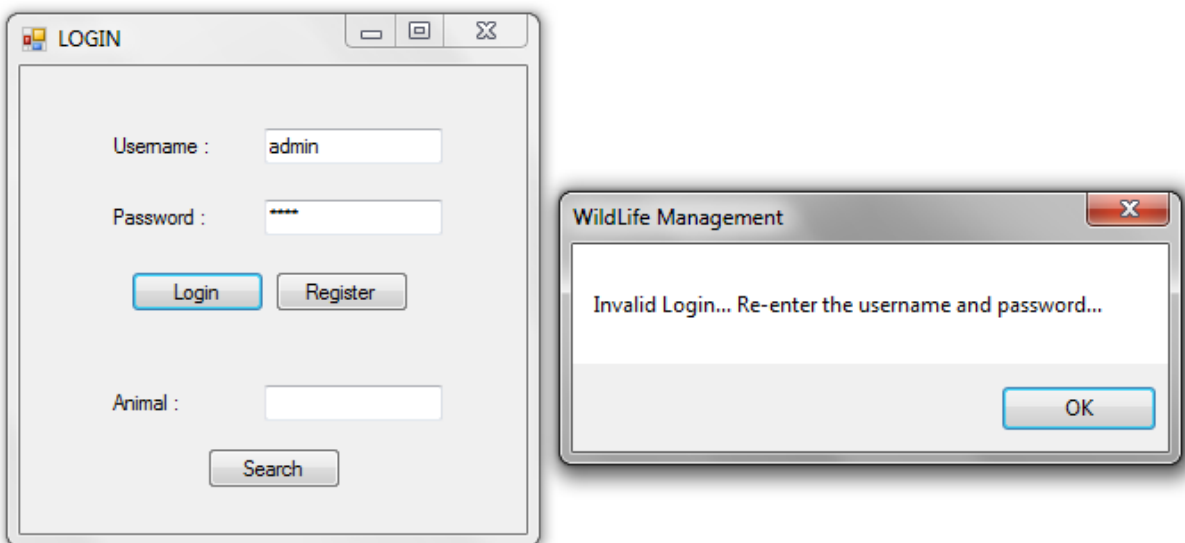 LOGIN
Username : admin
Password : ****
Login Register
Animal :
Search
WildLife Management
Invalid Login... Re-enter the username and password...
OK